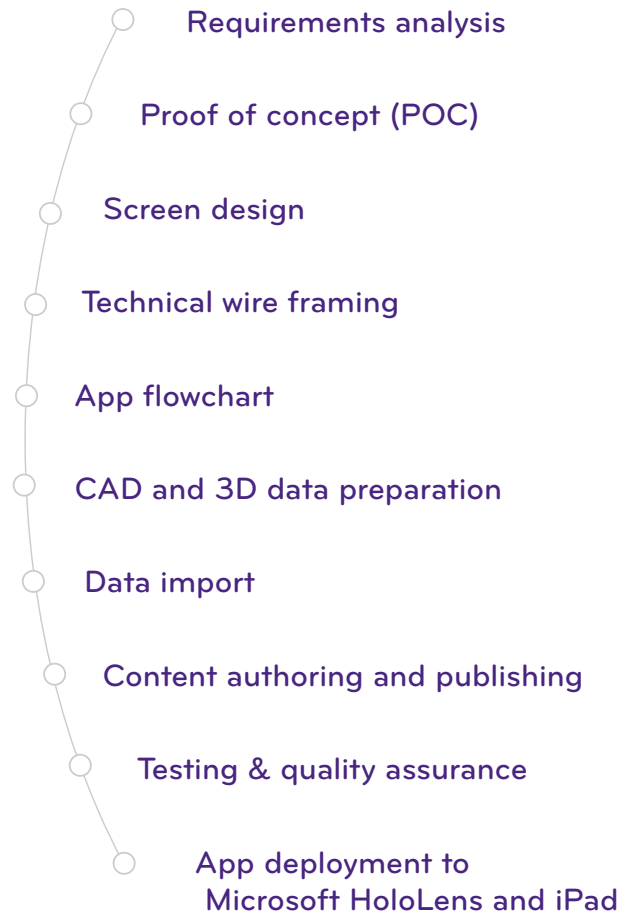 Requirements analysis
Proof of concept (POC)
Screen design
Technical wire framing
App flowchart
CAD and 3D data preparation
Data import
Content authoring and publishing
Testing & quality assurance
App deployment to
Microsoft HoloLens and iPad